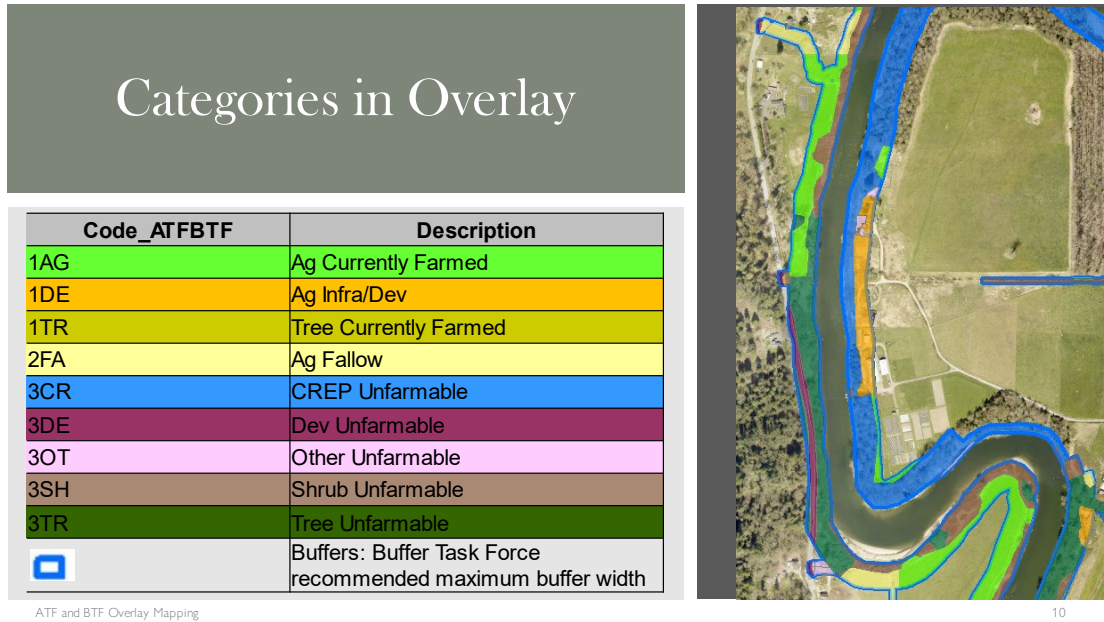 Categories in Overlay
Code_ATFBTF Description
1AG Ag Currently Farmed
1DE Ag Infra/Dev
1TR Tree Currently Farmed
2FA Ag Fallow
3CR CREP Unfarmable
3DE Dev Unfarmable
3OT Other Unfarmable
3SH Shrub Unfarmable
3TR Tree Unfarmable
Buffers: Buffer Task Force
recommended maximum buffer width
ATF and BTF Overlay Mapping
10